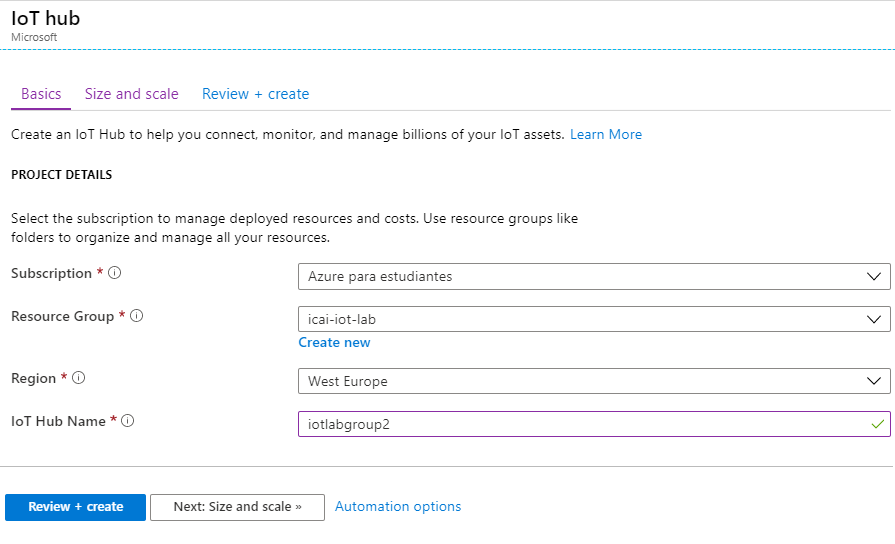 IoT hub
Microsoft
Basics Size and scale Review + create
Create an IoT Hub to help you connect, monitor, and manage billions of your IoT assets. Learn More
PROJECT DETAILS
Select the subscription to manage deployed resources and costs. Use resource groups like
folders to organize and manage all your resources.
Subscription * Azure para estudiantes
Resource Group * icai-iot-lab
Create new
Region * West Europe
IoT Hub Name * iotlabgroup2
Review + create Next: Size and scale » Automation options